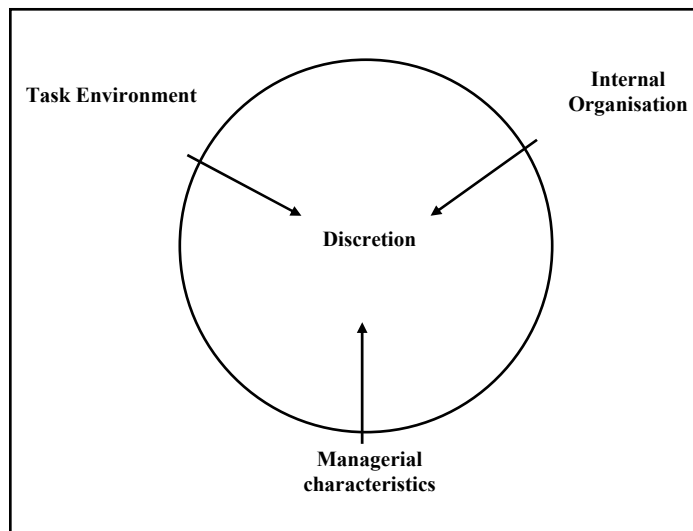 Task Environment
Internal
Organisation
Discretion
Managerial
characteristics